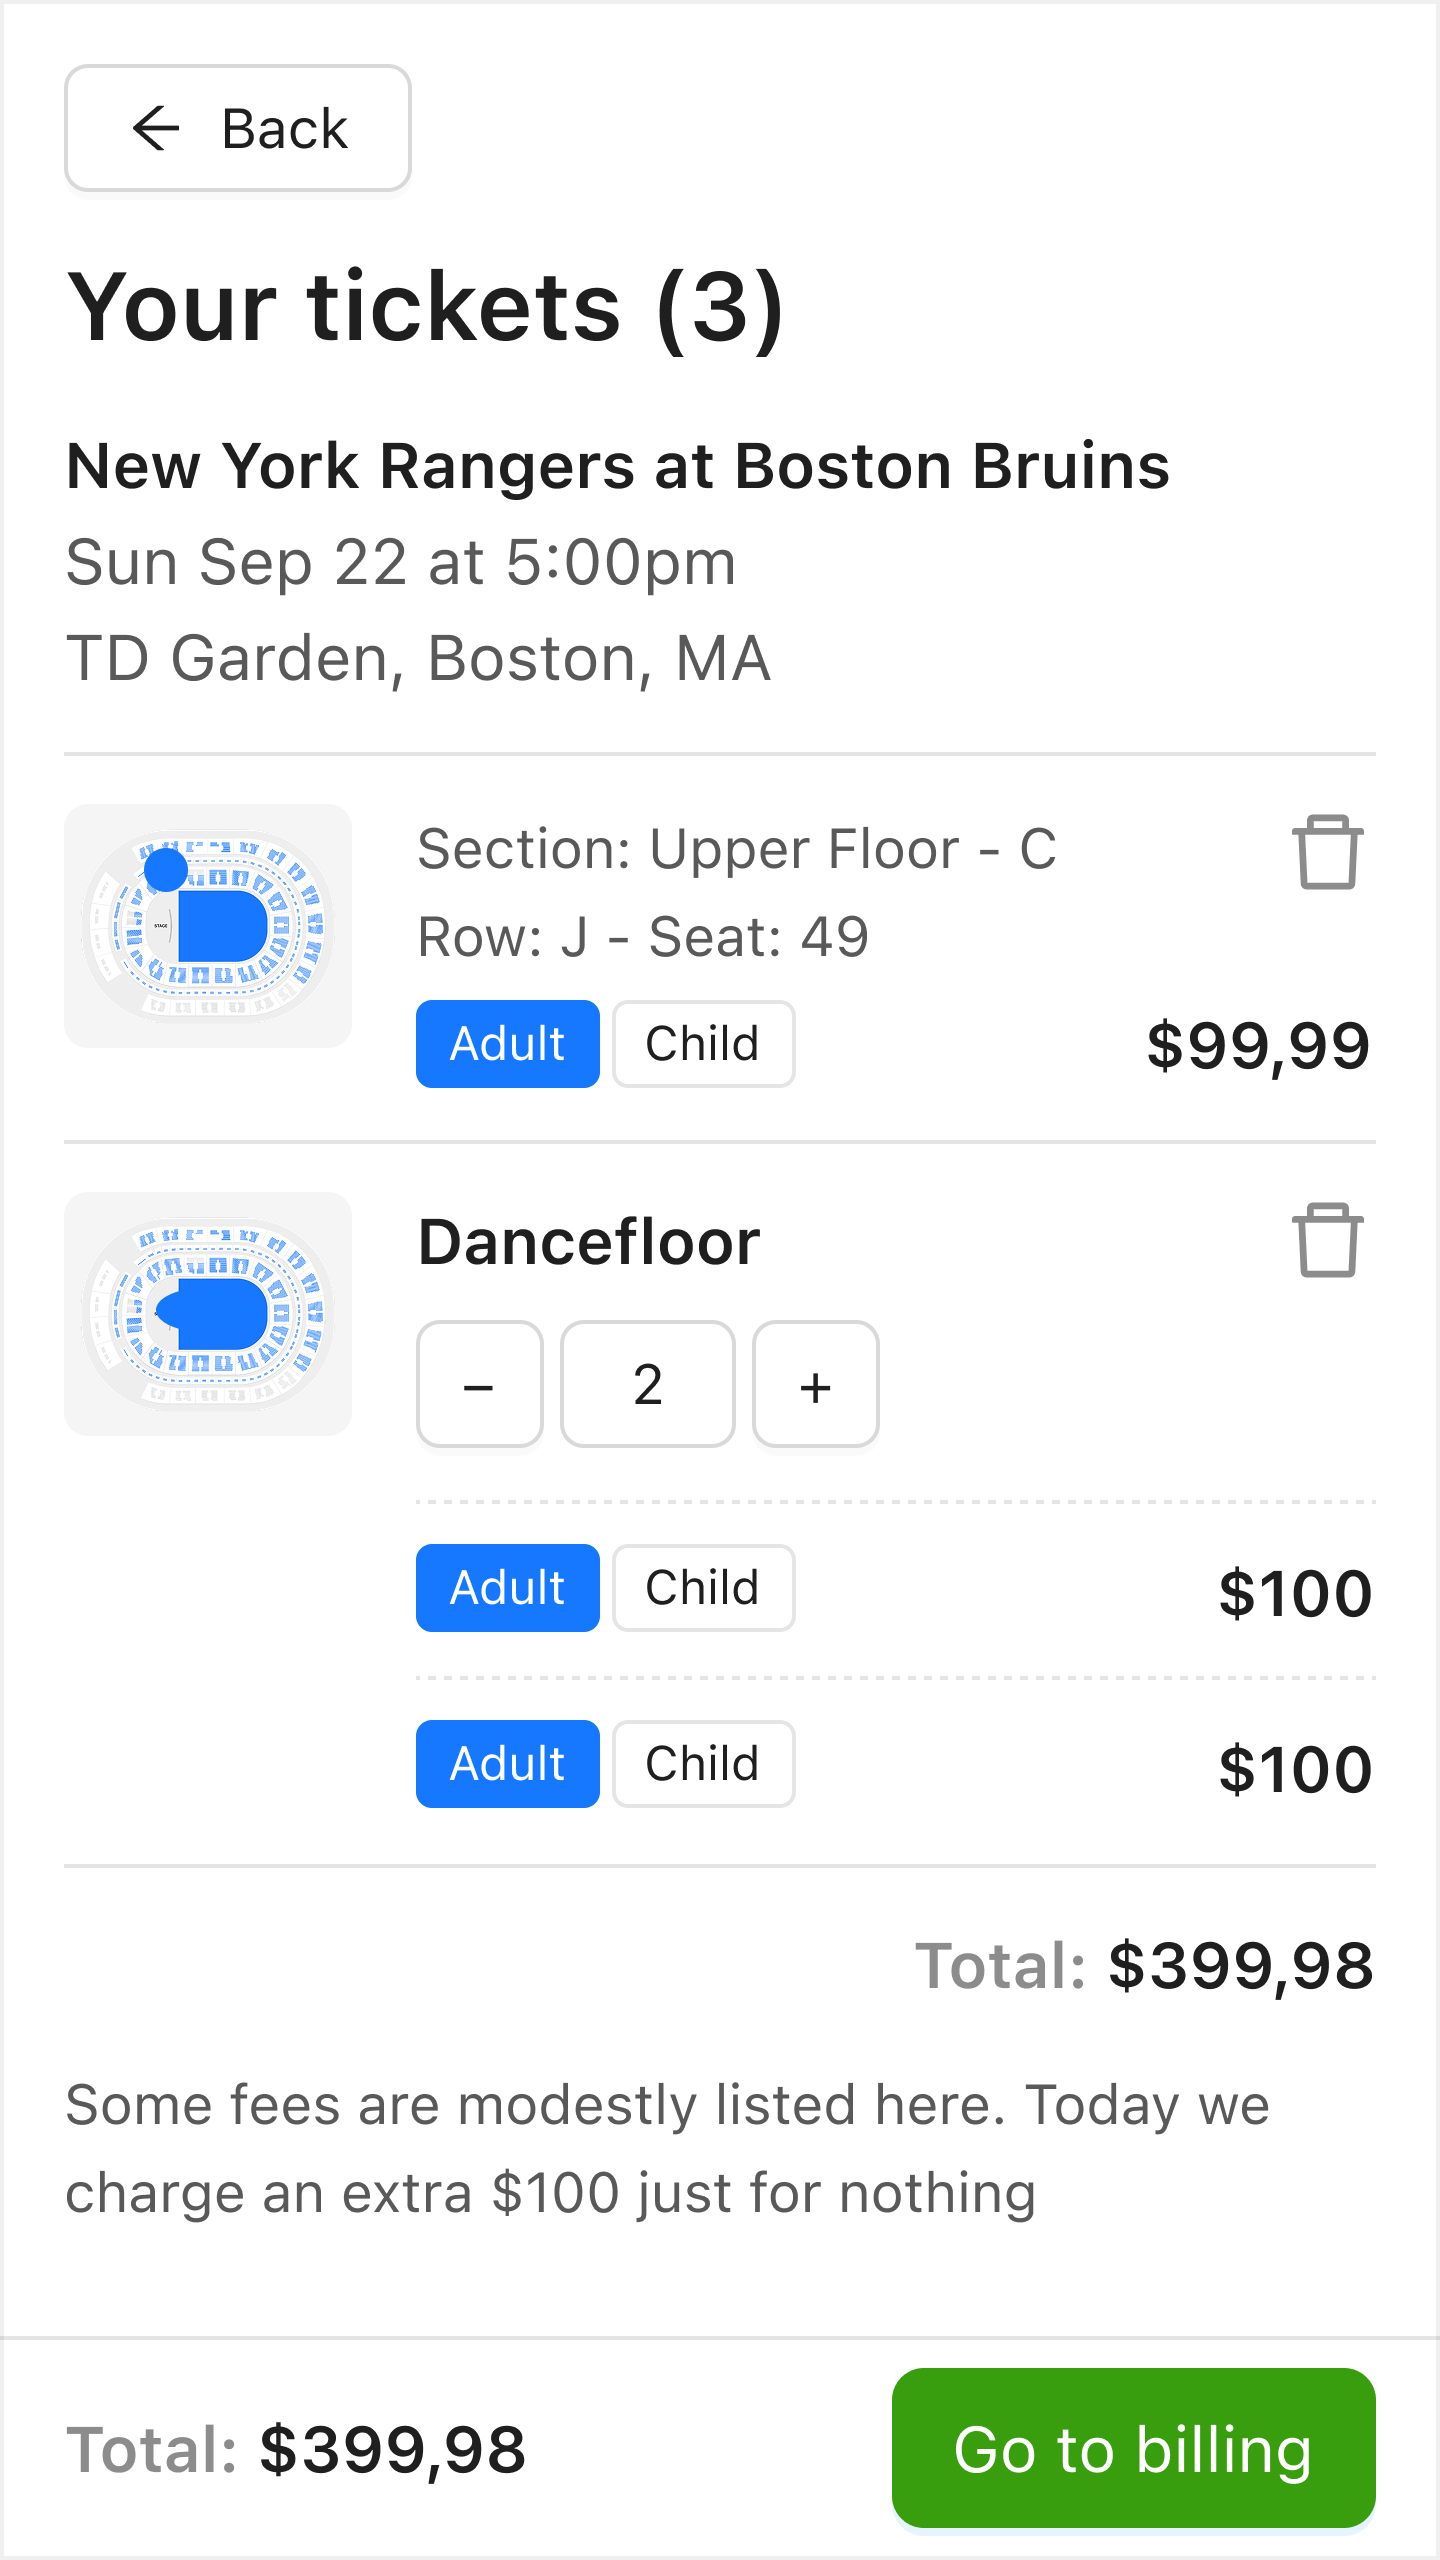 Back
Your tickets (3)
New York Rangers at Boston Bruins
Sun Sep 22 at 5:00pm
TD Garden, Boston, MA
STAGE
Section: Upper Floor - C
Row: J - Seat: 49
Adult Child $99,99
Dancefloor
– 2 +
Adult Child $100
Adult Child $100
Total: $399,98
Some fees are modestly listed here. Today we
charge an extra $100 just for nothing
Total: $399,98 Go to billing